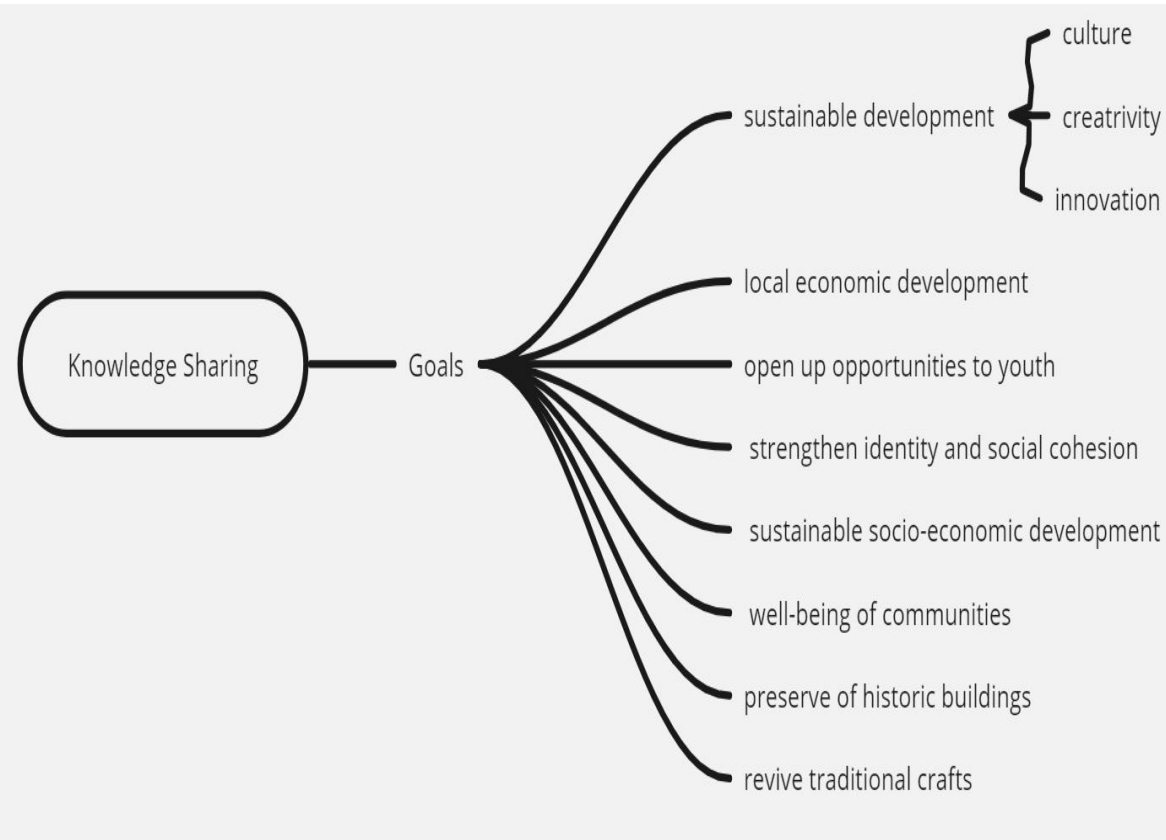 Knowledge Sharing
Goals
sustainable development
culture
creatrivity
innovation
local economic development
open up opportunities to youth
strengthen identity and social cohesion
sustainable socio-economic development
well-being of communities
preserve of historic buildings
revive traditional crafts